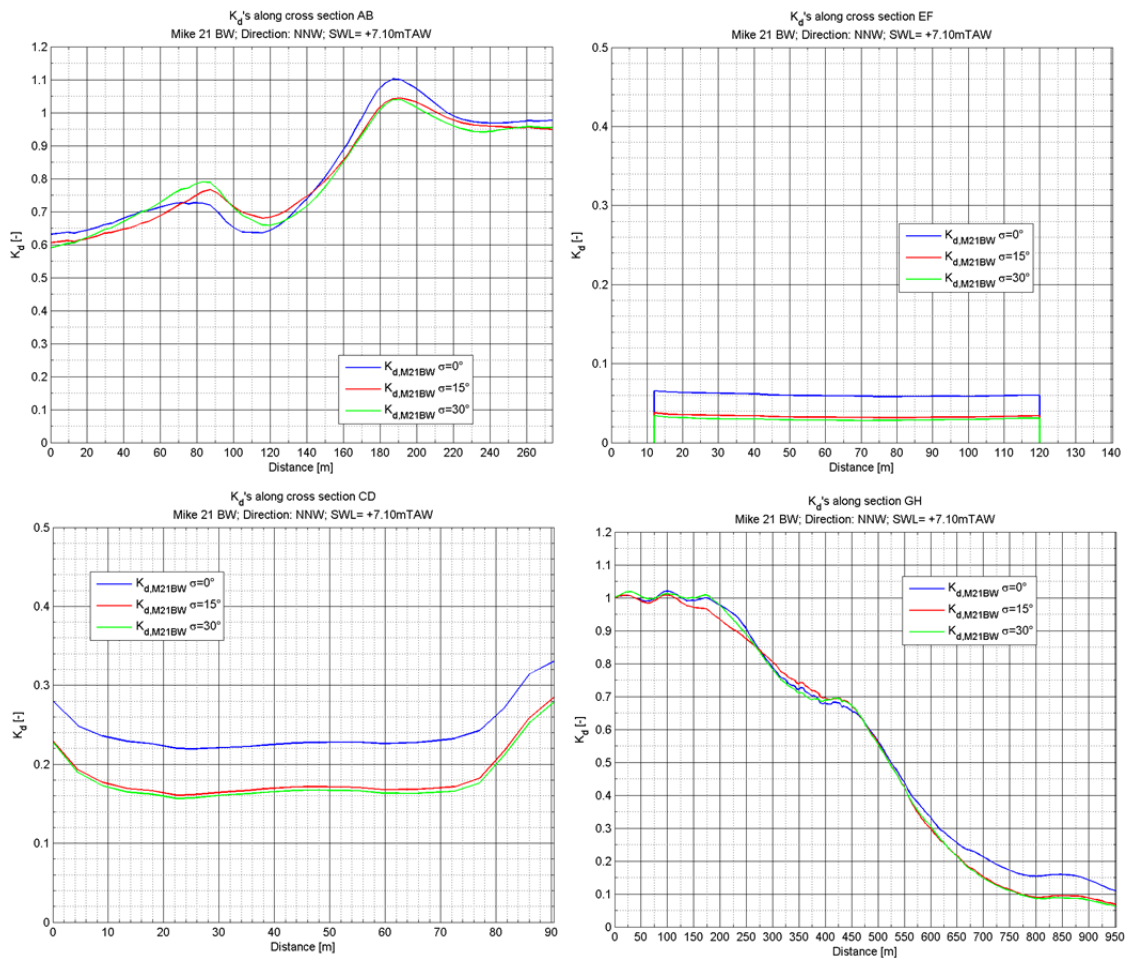 K_d's along cross section AB
Mike 21 BW; Direction: NNW; SWL= +7.10mTAW
1.2
1.1
1
0.9
0.8
0.7
0.6
0.5
0.4
0.3
0.2
0.1
0
K_d [-]
K_d,M21BW σ=0°
K_d,M21BW σ=15°
K_d,M21BW σ=30°
0 20 40 60 80 100 120 140 160 180 200 220 240 260
Distance [m]
K_d's along cross section EF
Mike 21 BW; Direction: NNW; SWL= +7.10mTAW
0.5
0.4
0.3
0.2
0.1
0
K_d [-]
K_d,M21BW σ=0°
K_d,M21BW σ=15°
K_d,M21BW σ=30°
0 10 20 30 40 50 60 70 80 90 100 110 120 130 140
Distance [m]
K_d's along cross section CD
Mike 21 BW; Direction: NNW; SWL= +7.10mTAW
0.5
0.4
0.3
0.2
0.1
0
K_d [-]
K_d,M21BW σ=0°
K_d,M21BW σ=15°
K_d,M21BW σ=30°
0 10 20 30 40 50 60 70 80 90
Distance [m]
K_d's along section GH
Mike 21 BW; Direction: NNW; SWL= +7.10mTAW
1.2
1.1
1
0.9
0.8
0.7
0.6
0.5
0.4
0.3
0.2
0.1
0
K_d [-]
K_d,M21BW σ=0°
K_d,M21BW σ=15°
K_d,M21BW σ=30°
0 50 100 150 200 250 300 350 400 450 500 550 600 650 700 750 800 850 900 950
Distance [m]